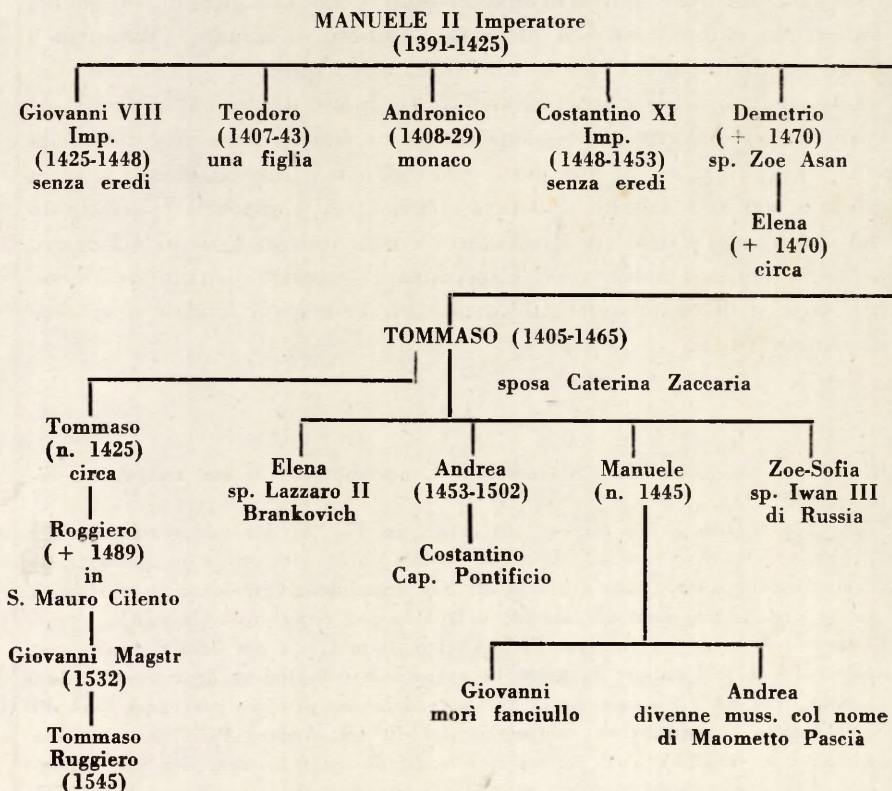 MANUELE II Imperatore
(1391-1425)
Giovanni VIII
Imp.
(1425-1448)
senza eredi
Teodoro
(1407-43)
una figlia
Andronico
(1408-29)
monaco
Costantino XI
Imp.
(1448-1453)
senza eredi
Demetrio
(+ 1470)
sp. Zoe Asan
Elena
(+ 1470)
circa
TOMMASO (1405-1465)
sposa Caterina Zaccaria
Tommaso
(n. 1425)
circa
Roggiero
(+ 1489)
in
S. Mauro Cilento
Giovanni Magstr
(1532)
Tommaso
Ruggiero
(1545)
Elena
sp. Lazzaro II
Brankovich
Andrea
(1453-1502)
Costantino
Cap. Pontificio
Manuele
(n. 1445)
Zoe-Sofia
sp. Iwan III
di Russia
Giovanni
morì fanciullo
Andrea
divenne muss. col nome
di Maometto Pascià